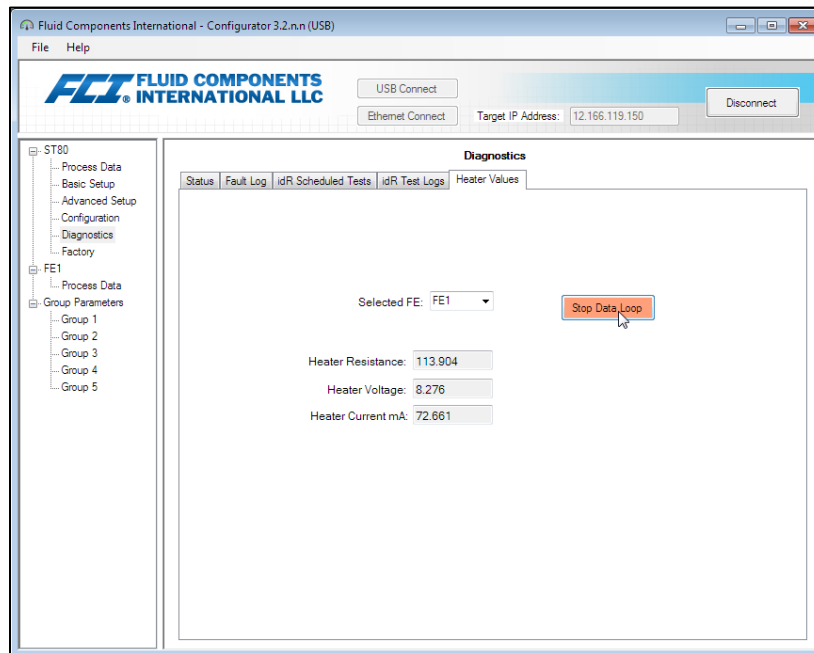 Fluid Components International - Configurator 3.2.n.n (USB)
File Help
FCI® FLUID COMPONENTS
INTERNATIONAL LLC
USB Connect
Ethernet Connect
Target IP Address: 12.166.119.150
Disconnect
ST80
Process Data
Basic Setup
Advanced Setup
Configuration
Diagnostics
Factory
FE1
Process Data
Group Parameters
Group 1
Group 2
Group 3
Group 4
Group 5
Diagnostics
Status Fault Log idR Scheduled Tests idR Test Logs Heater Values
Selected FE: FE1
Stop Data Loop
Heater Resistance: 113.904
Heater Voltage: 8.276
Heater Current mA: 72.661